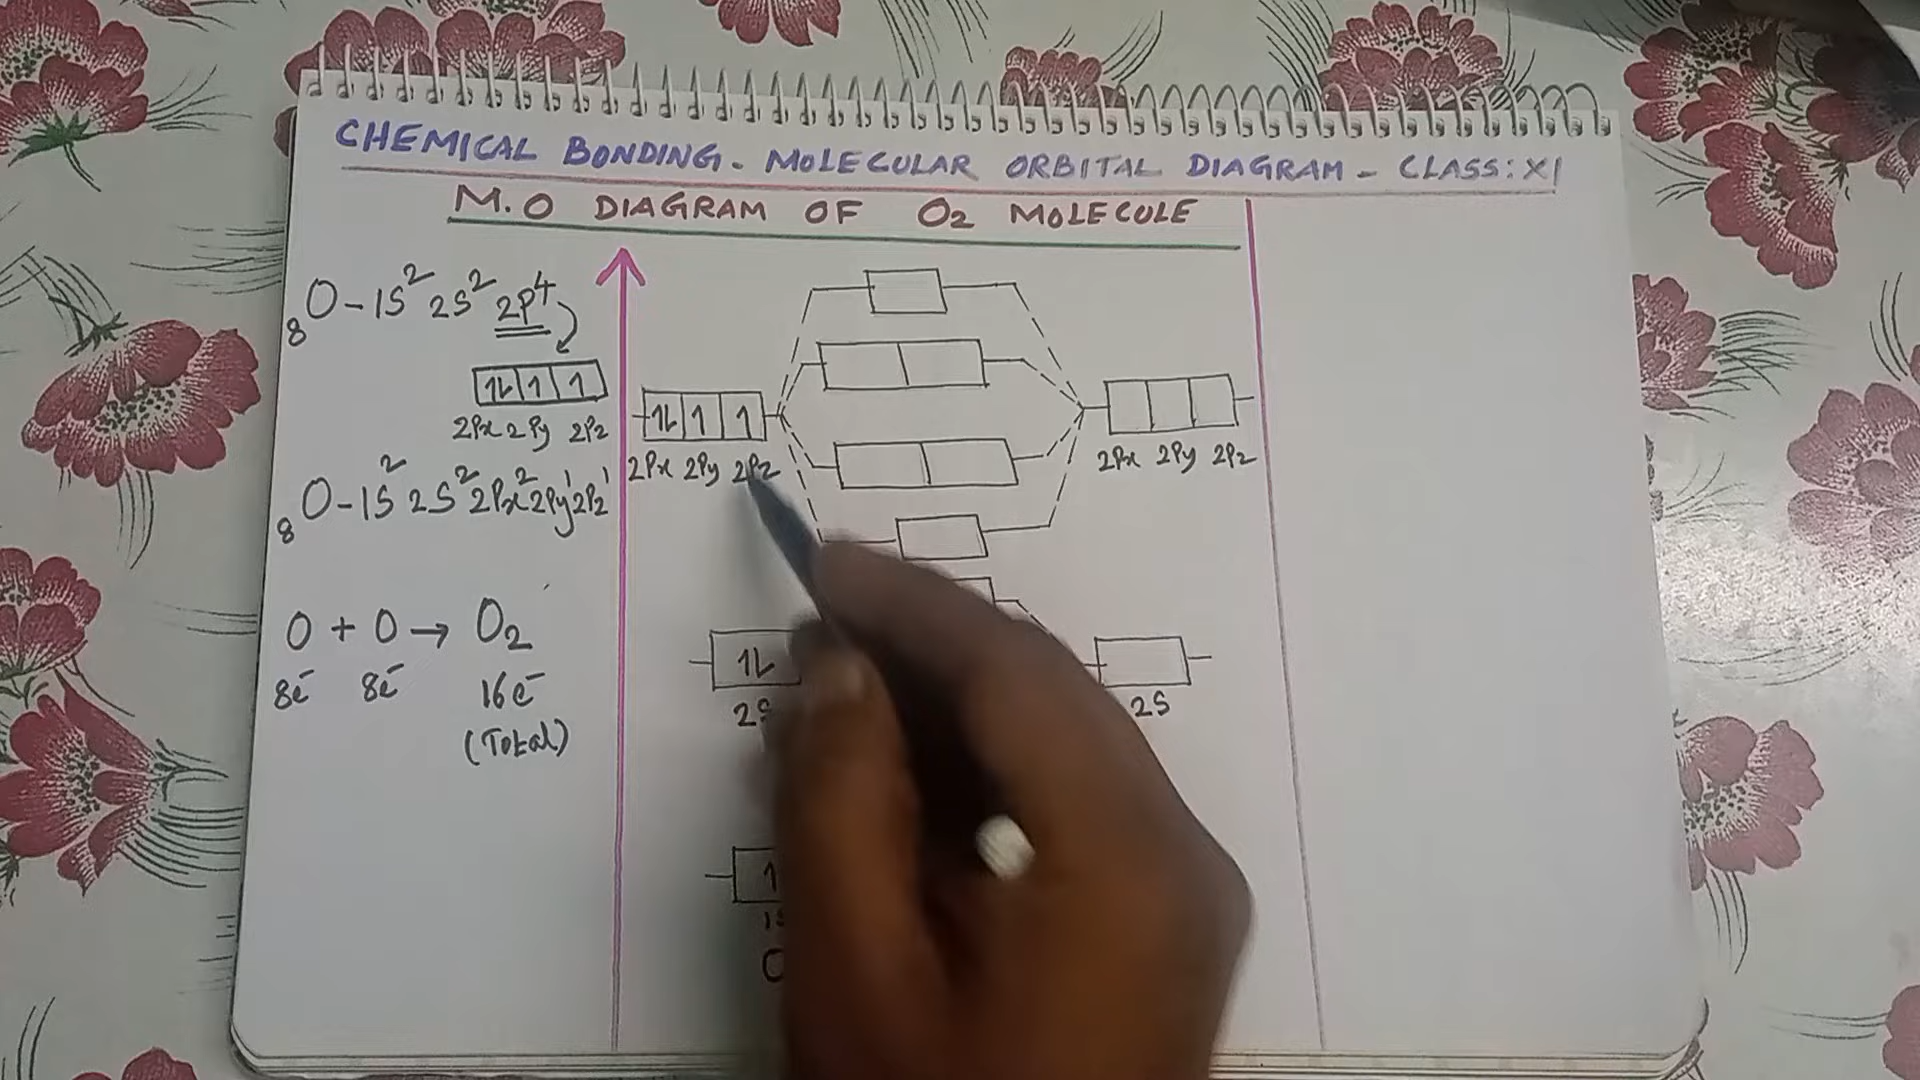 CHEMICAL BONDING - MOLECULAR ORBITAL DIAGRAM - CLASS: XI
M.O DIAGRAM OF O2 MOLECULE
8O - 1S² 2S² 2P⁴
1L 1 1
2Px 2Py 2Pz
8O - 1S² 2S² 2Px² 2Py¹ 2Pz¹
O + O → O2
8e⁻ 8e⁻ 16e⁻
(Total)
1L 1 1
2Px 2Py 2Pz
2Px 2Py 2Pz
1L
2S
2S